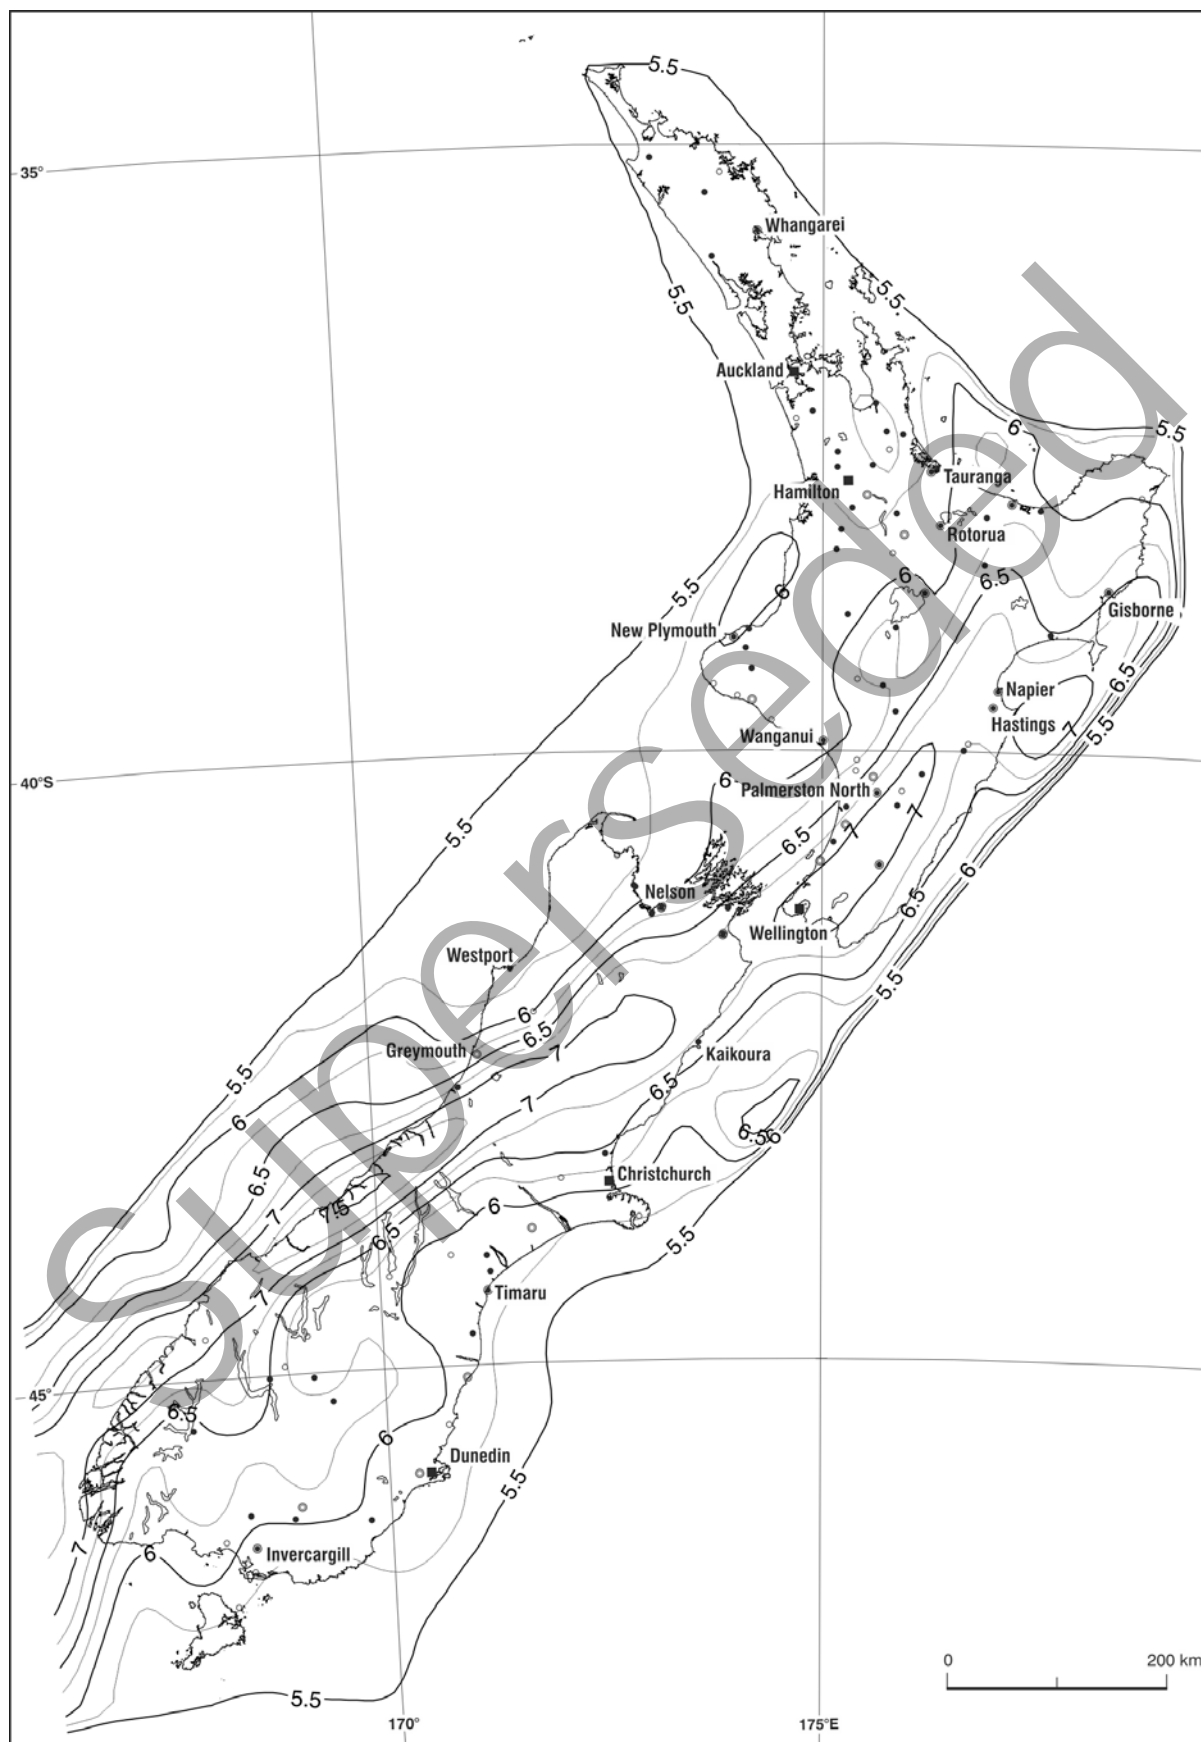 5.5
35°
Whangarei
5.5
5.5
Auckland
6
5.5
Tauranga
Hamilton
Rotorua
6
6.5
5.5
6
Gisborne
New Plymouth
6.5
Napier
Hastings
7
5.5
Wanganui
40°S
6
Palmerston North
5.5
7
7
6.5
6
Nelson
6.5
Wellington
Westport
5.5
6
6.5
Greymouth
7
Kaikoura
5.5
6.5
7
6
6.5
6
Christchurch
6.5
7
7.5
6
6.5
5.5
7
Timaru
45°
6.5
6
Dunedin
5.5
7
6
Invercargill
5.5
0
200 km
170°
175°E
Superseded